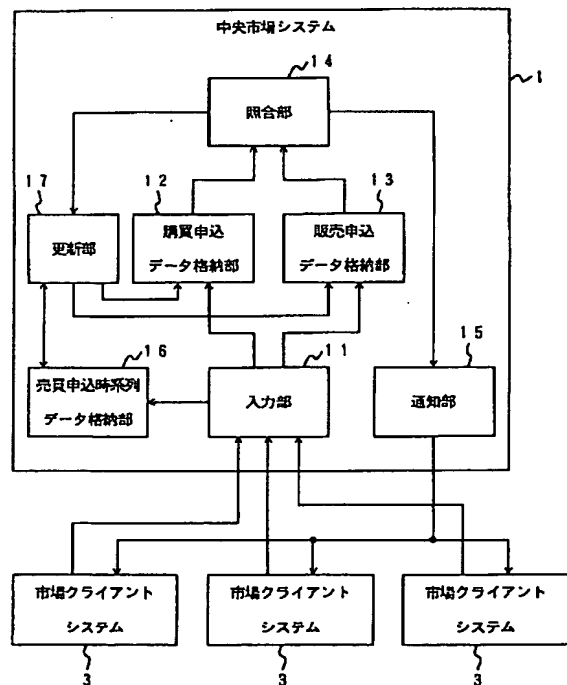 中央市場システム
1
14
照合部
17
更新部
12
購買申込
データ格納部
13
販売申込
データ格納部
16
売買申込時系列
データ格納部
11
入力部
15
通知部
市場クライアント
システム
3
市場クライアント
システム
3
市場クライアント
システム
3